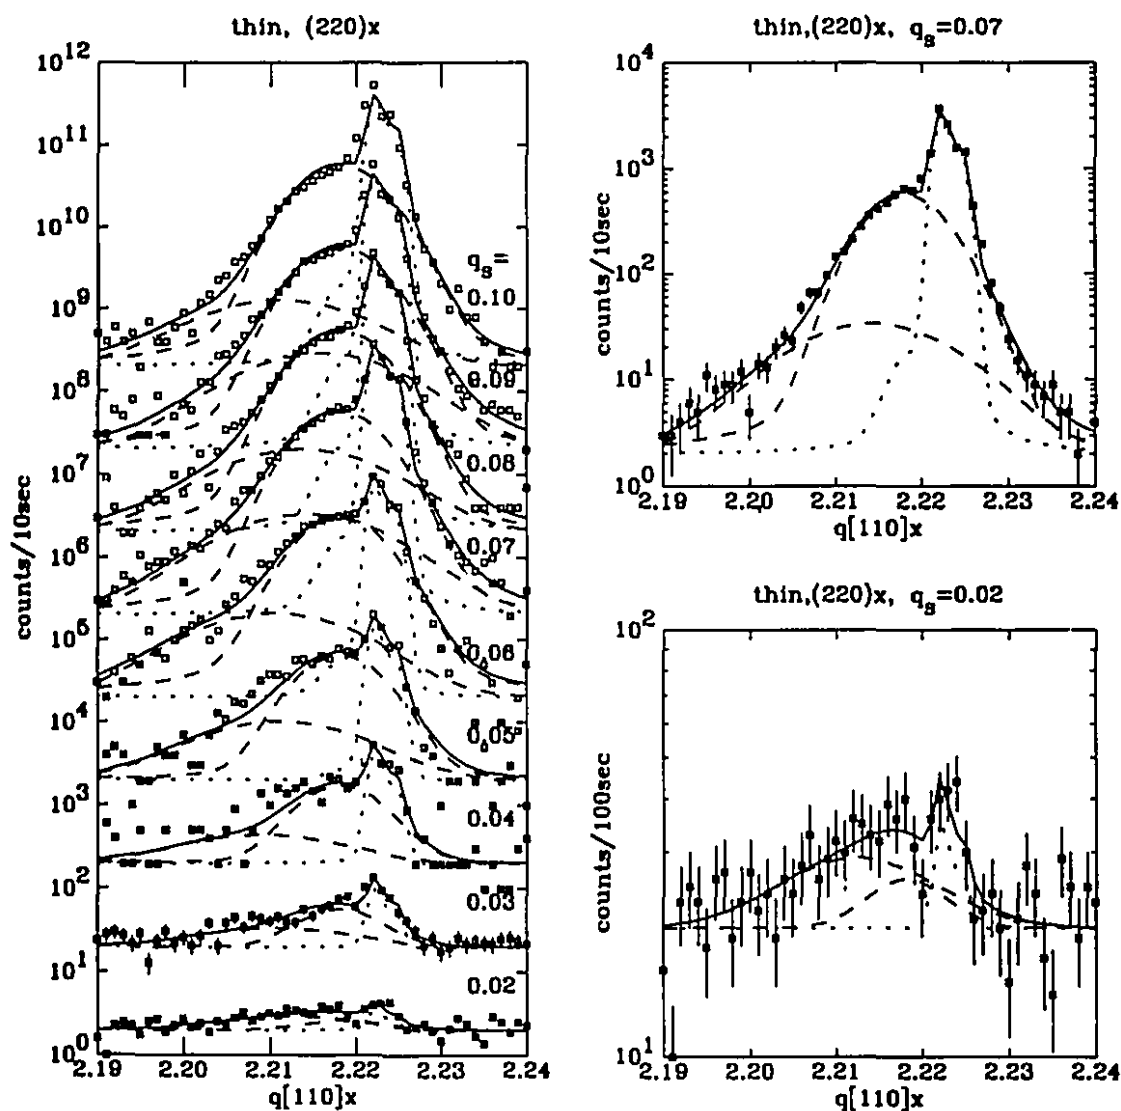 thin, (220)x
10^12
10^11
10^10
10^9
10^8
10^7
10^6
10^5
10^4
10^3
10^2
10^1
10^0
counts/10sec
q_s=
0.10
0.09
0.08
0.07
0.06
0.05
0.04
0.03
0.02
2.19 2.20 2.21 2.22 2.23 2.24
q[110]x
thin,(220)x, q_s=0.07
10^4
10^3
10^2
10^1
10^0
counts/10sec
2.19 2.20 2.21 2.22 2.23 2.24
q[110]x
thin,(220)x, q_s=0.02
10^2
10^1
counts/100sec
2.19 2.20 2.21 2.22 2.23 2.24
q[110]x